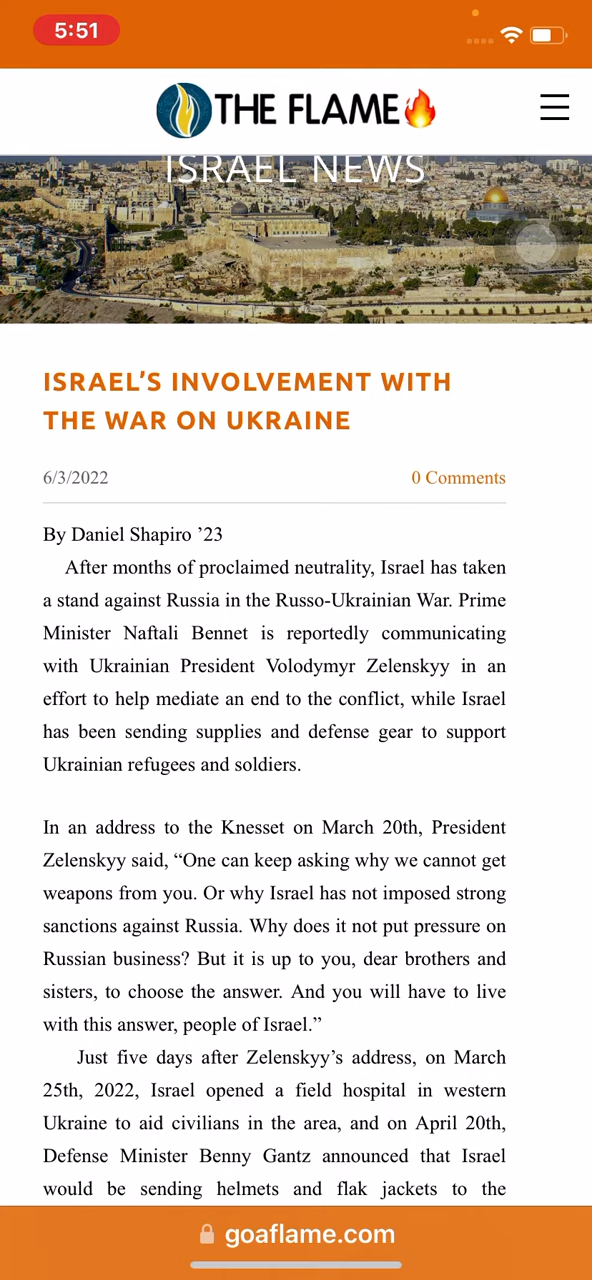 5:51
THE FLAME🔥
ISRAEL NEWS
ISRAEL’S INVOLVEMENT WITH
THE WAR ON UKRAINE
6/3/2022 0 Comments
By Daniel Shapiro ’23
After months of proclaimed neutrality, Israel has taken
a stand against Russia in the Russo-Ukrainian War. Prime
Minister Naftali Bennet is reportedly communicating
with Ukrainian President Volodymyr Zelenskyy in an
effort to help mediate an end to the conflict, while Israel
has been sending supplies and defense gear to support
Ukrainian refugees and soldiers.
In an address to the Knesset on March 20th, President
Zelenskyy said, “One can keep asking why we cannot get
weapons from you. Or why Israel has not imposed strong
sanctions against Russia. Why does it not put pressure on
Russian business? But it is up to you, dear brothers and
sisters, to choose the answer. And you will have to live
with this answer, people of Israel.”
Just five days after Zelenskyy’s address, on March
25th, 2022, Israel opened a field hospital in western
Ukraine to aid civilians in the area, and on April 20th,
Defense Minister Benny Gantz announced that Israel
would be sending helmets and flak jackets to the
goaflame.com